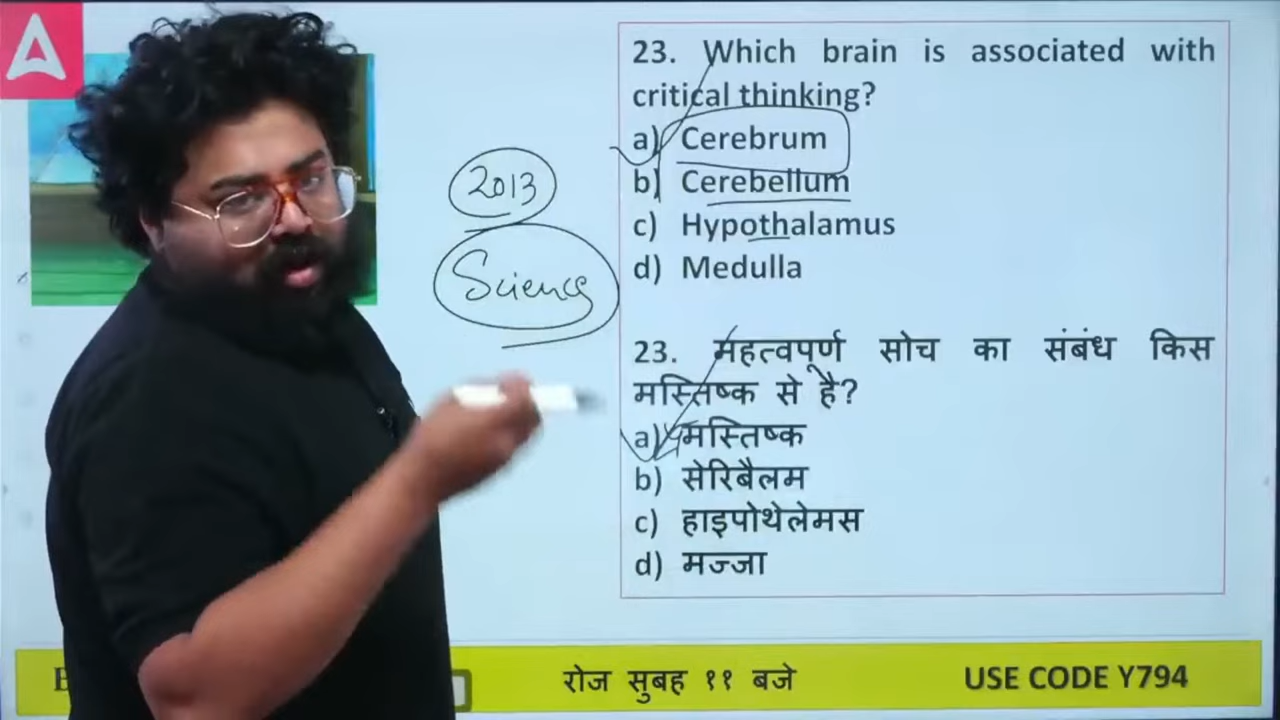 23. Which brain is associated with
critical thinking?
a) Cerebrum
b) Cerebellum
c) Hypothalamus
d) Medulla
2013
Science
23. महत्वपूर्ण सोच का संबंध किस
मस्तिष्क से है?
a) मस्तिष्क
b) सेरिबैलम
c) हाइपोथेलेमस
d) मज्जा
रोज सुबह ११ बजे
USE CODE Y794